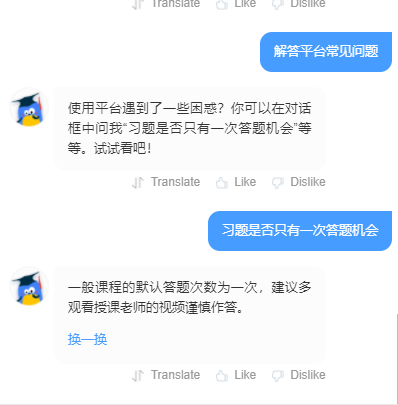 Translate Like Dislike
解答平台常见问题
使用平台遇到了一些困惑？你可以在对话
框中问我“习题是否只有一次答题机会”等
等。试试看吧！
Translate Like Dislike
习题是否只有一次答题机会
一般课程的默认答题次数为一次，建议多
观看授课老师的视频谨慎作答。
换一换
Translate Like Dislike